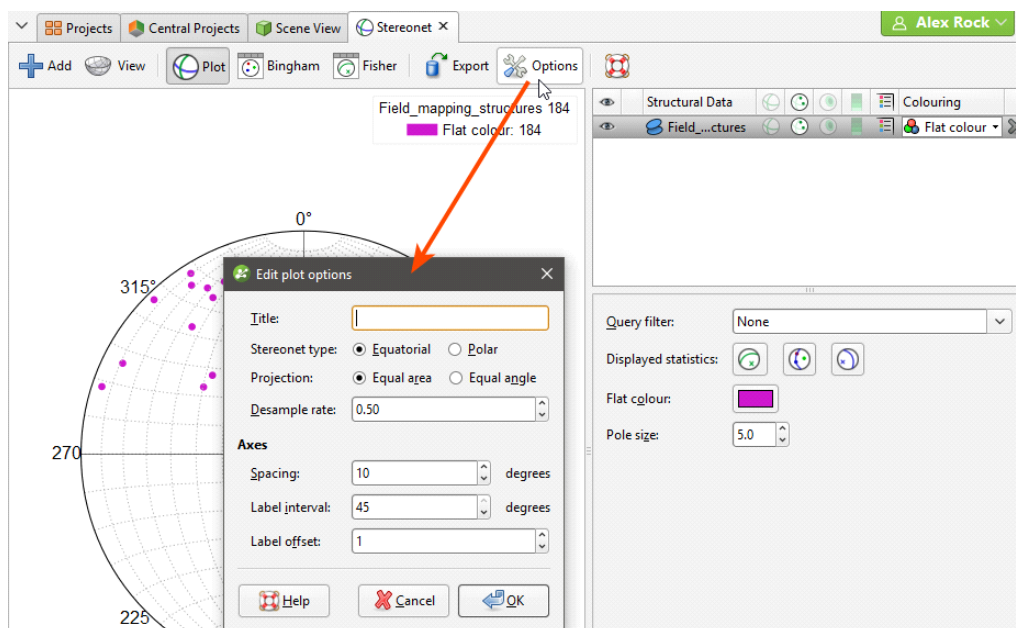 Projects Central Projects Scene View Stereonet × Alex Rock
Add View Plot Bingham Fisher Export Options
Field_mapping_structures 184
Flat colour: 184
Structural Data Colouring
Field_...ctures Flat colour
0°
315°
270
225
Edit plot options
Title:
Stereonet type: Equatorial Polar
Projection: Equal area Equal angle
Desample rate: 0.50
Axes
Spacing: 10 degrees
Label interval: 45 degrees
Label offset: 1
Help Cancel OK
Query filter: None
Displayed statistics:
Flat colour:
Pole size: 5.0